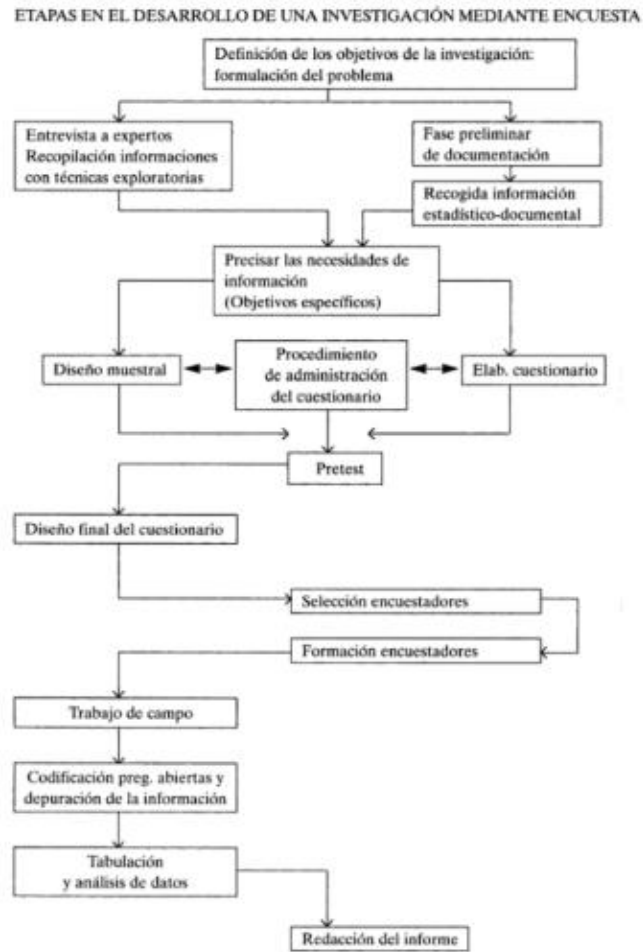 ETAPAS EN EL DESARROLLO DE UNA INVESTIGACIÓN MEDIANTE ENCUESTA
Definición de los objetivos de la investigación:
formulación del problema
Entrevista a expertos
Recopilación informaciones
con técnicas exploratorias
Fase preliminar
de documentación
Recogida información
estadístico-documental
Precisar las necesidades de
información
(Objetivos específicos)
Diseño muestral
Procedimiento
de administración
del cuestionario
Elab. cuestionario
Pretest
Diseño final del cuestionario
Selección encuestadores
Formación encuestadores
Trabajo de campo
Codificación preg. abiertas y
depuración de la información
Tabulación
y análisis de datos
Redacción del informe